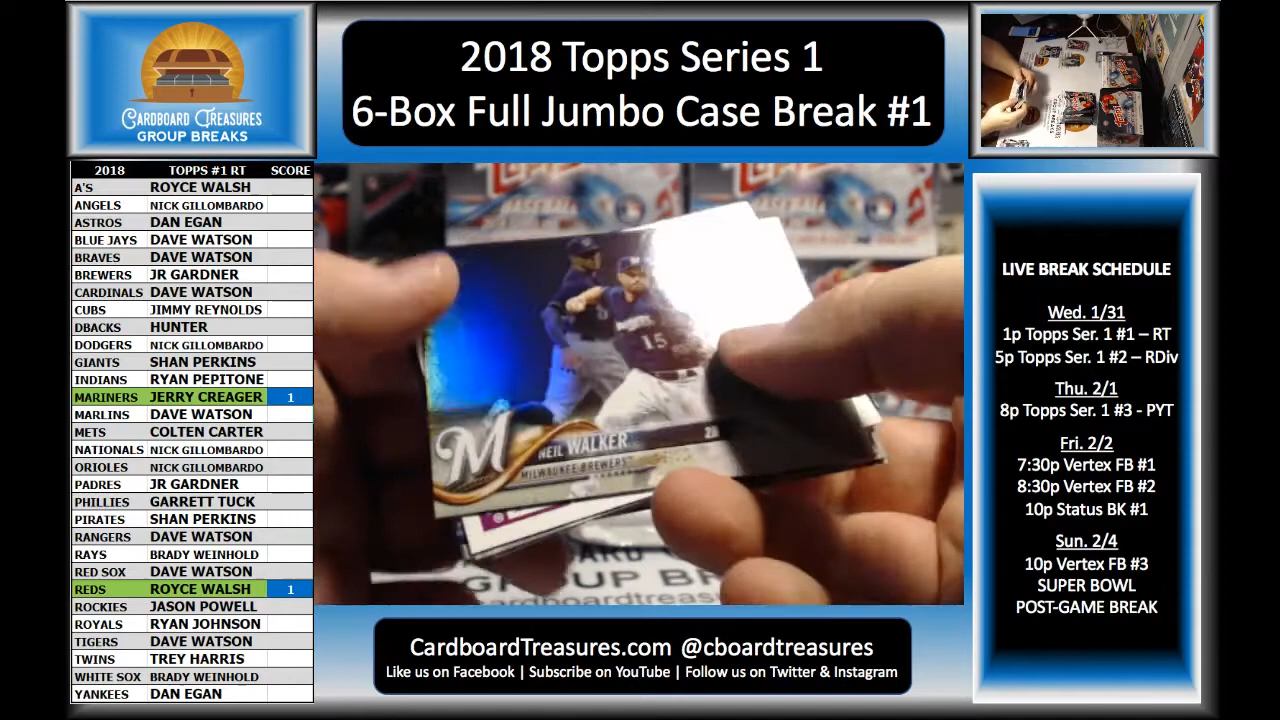 2018 Topps Series 1
6-Box Full Jumbo Case Break #1
CARDBOARD TREASURES
GROUP BREAKS
2018 TOPPS #1 RT SCORE
A'S ROYCE WALSH
ANGELS NICK GILLOMBARDO
ASTROS DAN EGAN
BLUE JAYS DAVE WATSON
BRAVES DAVE WATSON
BREWERS JR GARDNER
CARDINALS DAVE WATSON
CUBS JIMMY REYNOLDS
DBACKS HUNTER
DODGERS NICK GILLOMBARDO
GIANTS SHAN PERKINS
INDIANS RYAN PEPITONE
MARINERS JERRY CREAGER 1
MARLINS DAVE WATSON
METS COLTEN CARTER
NATIONALS NICK GILLOMBARDO
ORIOLES NICK GILLOMBARDO
PADRES JR GARDNER
PHILLIES GARRETT TUCK
PIRATES SHAN PERKINS
RANGERS DAVE WATSON
RAYS BRADY WEINHOLD
RED SOX DAVE WATSON
REDS ROYCE WALSH 1
ROCKIES JASON POWELL
ROYALS RYAN JOHNSON
TIGERS DAVE WATSON
TWINS TREY HARRIS
WHITE SOX BRADY WEINHOLD
YANKEES DAN EGAN
BASEBALL
15
M
NEIL WALKER 2B
MILWAUKEE BREWERS
GROUP BR
cardboardtreas
LIVE BREAK SCHEDULE
Wed. 1/31
1p Topps Ser. 1 #1 – RT
5p Topps Ser. 1 #2 – RDiv
Thu. 2/1
8p Topps Ser. 1 #3 - PYT
Fri. 2/2
7:30p Vertex FB #1
8:30p Vertex FB #2
10p Status BK #1
Sun. 2/4
10p Vertex FB #3
SUPER BOWL
POST-GAME BREAK
CardboardTreasures.com @cboardtreasures
Like us on Facebook | Subscribe on YouTube | Follow us on Twitter & Instagram